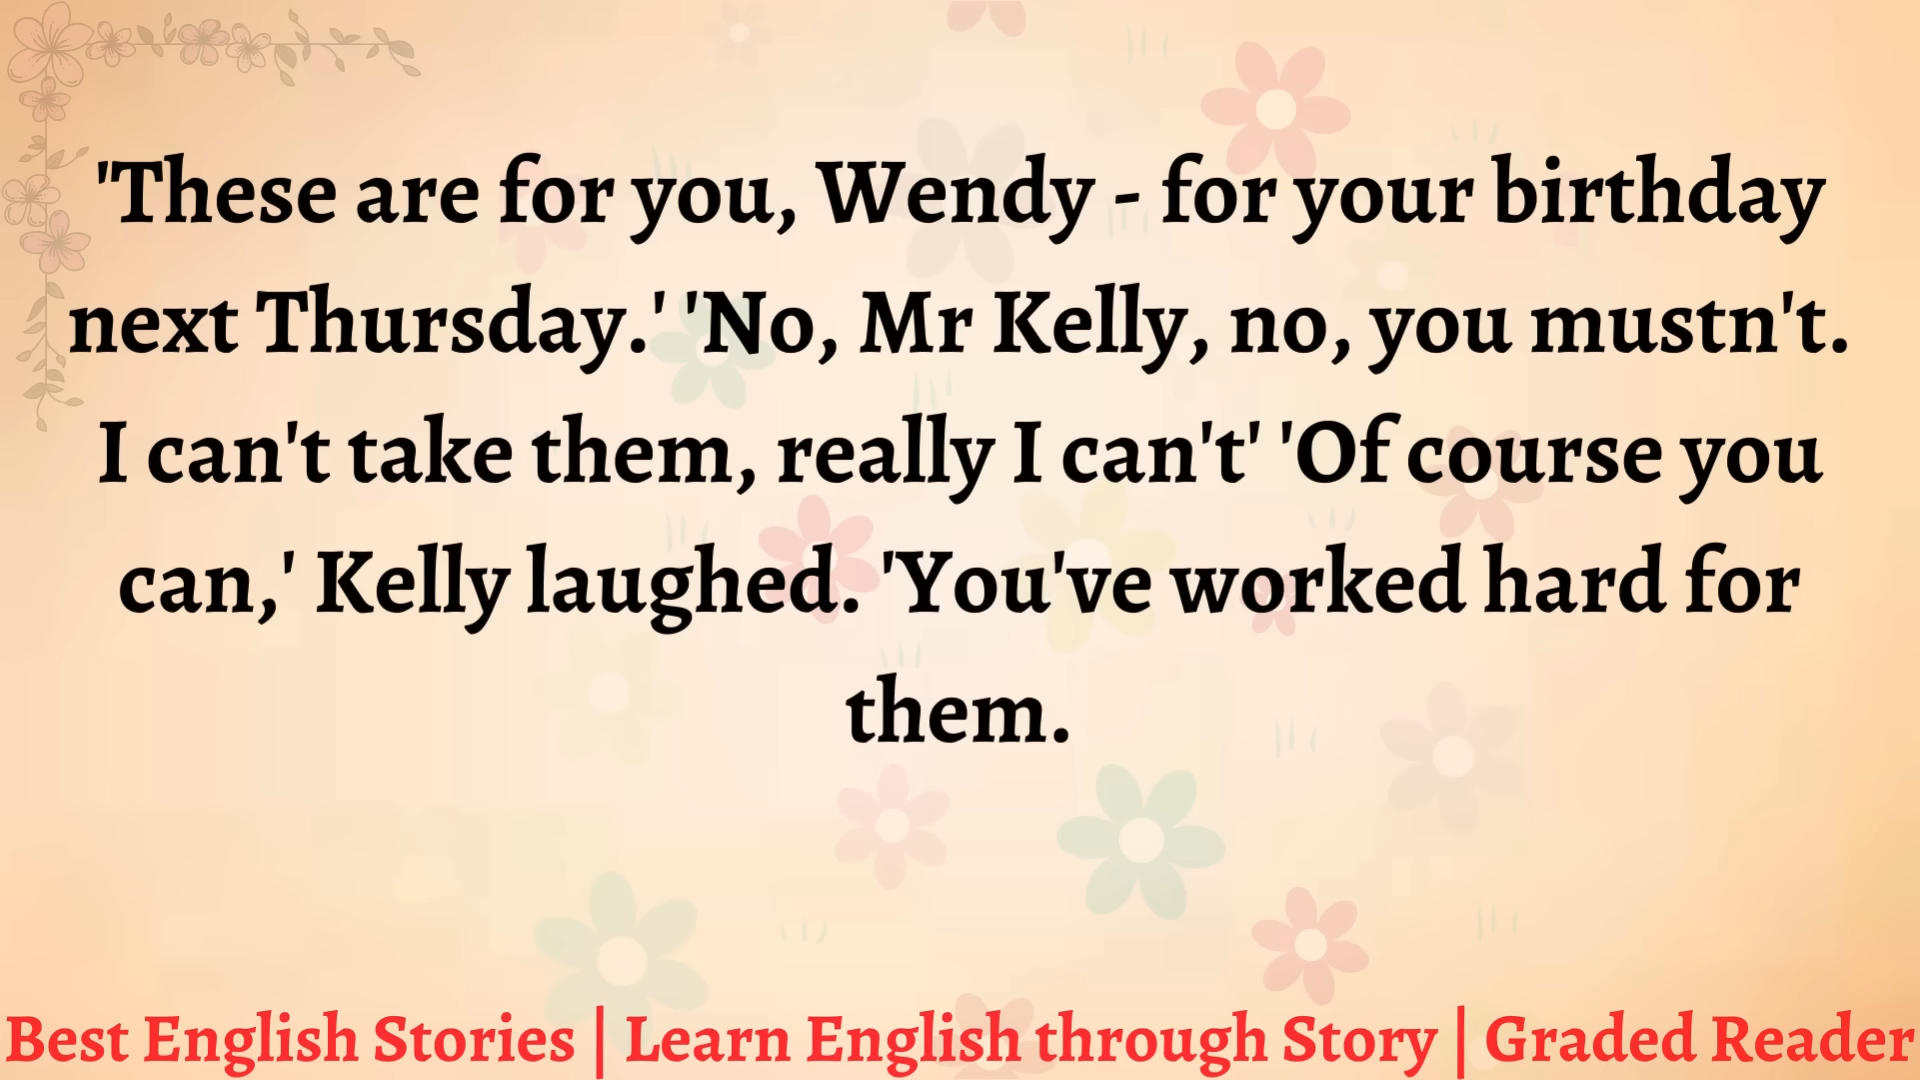 'These are for you, Wendy - for your birthday
next Thursday.' 'No, Mr Kelly, no, you mustn't.
I can't take them, really I can't' 'Of course you
can,' Kelly laughed. 'You've worked hard for
them.
Best English Stories | Learn English through Story | Graded Reader